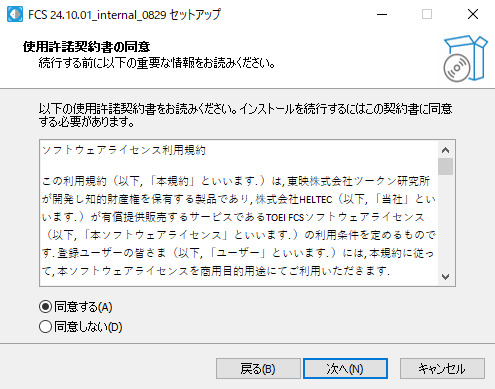 FCS 24.10.01_internal_0829 セットアップ
使用許諾契約書の同意
続行する前に以下の重要な情報をお読みください。
以下の使用許諾契約書をお読みください。インストールを続行するにはこの契約書に同意
する必要があります。
ソフトウェアライセンス利用規約
この利用規約（以下,「本規約」といいます.）は, 東映株式会社ツークン研究所
が開発し知的財産権を保有する製品であり, 株式会社HELTEC（以下,「当社」とい
います.）が有償提供販売するサービスであるTOEI FCSソフトウェアライセンス
（以下,「本ソフトウェアライセンス」といいます.）の利用条件を定めるもので
す. 登録ユーザーの皆さま（以下,「ユーザー」といいます.）には, 本規約に従っ
て, 本ソフトウェアライセンスを商用目的用途にてご利用いただきます.
同意する(A)
同意しない(D)
戻る(B)
次へ(N)
キャンセル